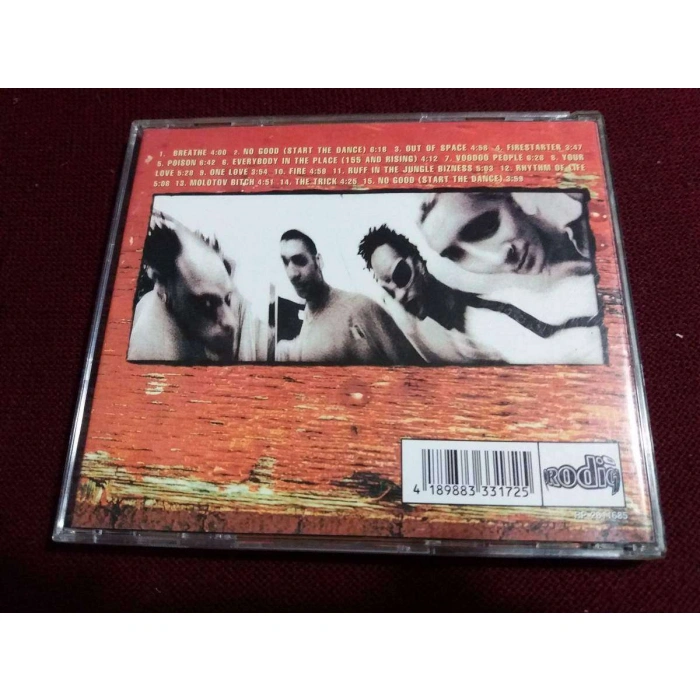 1. BREATHE 4:00 2. NO GOOD (START THE DANCE) 6:18 3. OUT OF SPACE 4:56 4. FIRESTARTER 3:47
5. POISON 6:42 6. EVERYBODY IN THE PLACE (155 AND RISING) 4:12 7. VOODOO PEOPLE 6:26 8. YOUR
LOVE 5:28 9. ONE LOVE 3:54 10. FIRE 4:58 11. RUFF IN THE JUNGLE BIZNESS 5:03 12. RHYTHM OF LIFE
5:08 13. MOLOTOV BITCH 4:51 14. THE TRICK 4:25 15. NO GOOD (START THE DANCE) 3:59
4 189883 331725